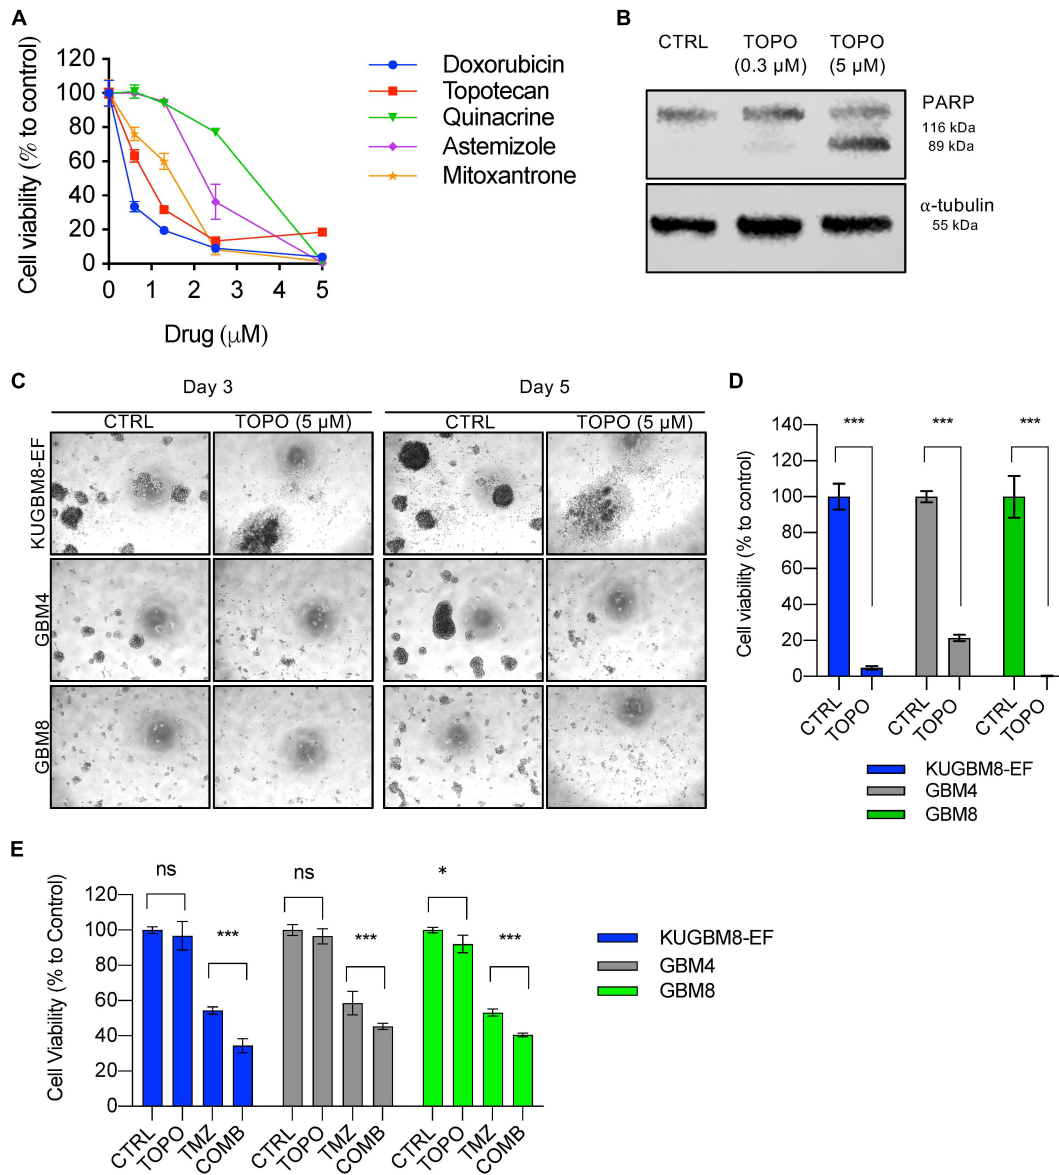 A
Cell viability (% to control)
120
100
80
60
40
20
0
0 1 2 3 4 5
Drug (μM)
Doxorubicin
Topotecan
Quinacrine
Astemizole
Mitoxantrone
B
CTRL TOPO TOPO
(0.3 μM) (5 μM)
PARP
116 kDa
89 kDa
α-tubulin
55 kDa
C
Day 3 Day 5
CTRL TOPO (5 μM) CTRL TOPO (5 μM)
KUGBM8-EF
GBM4
GBM8
D
Cell viability (% to control)
140
120
100
80
60
40
20
0
*** *** ***
CTRL TOPO CTRL TOPO CTRL TOPO
KUGBM8-EF
GBM4
GBM8
E
Cell Viability (% to Control)
120
100
80
60
40
20
0
ns ns *
*** *** ***
CTRL TOPO TMZ COMB CTRL TOPO TMZ COMB CTRL TOPO TMZ COMB
KUGBM8-EF
GBM4
GBM8